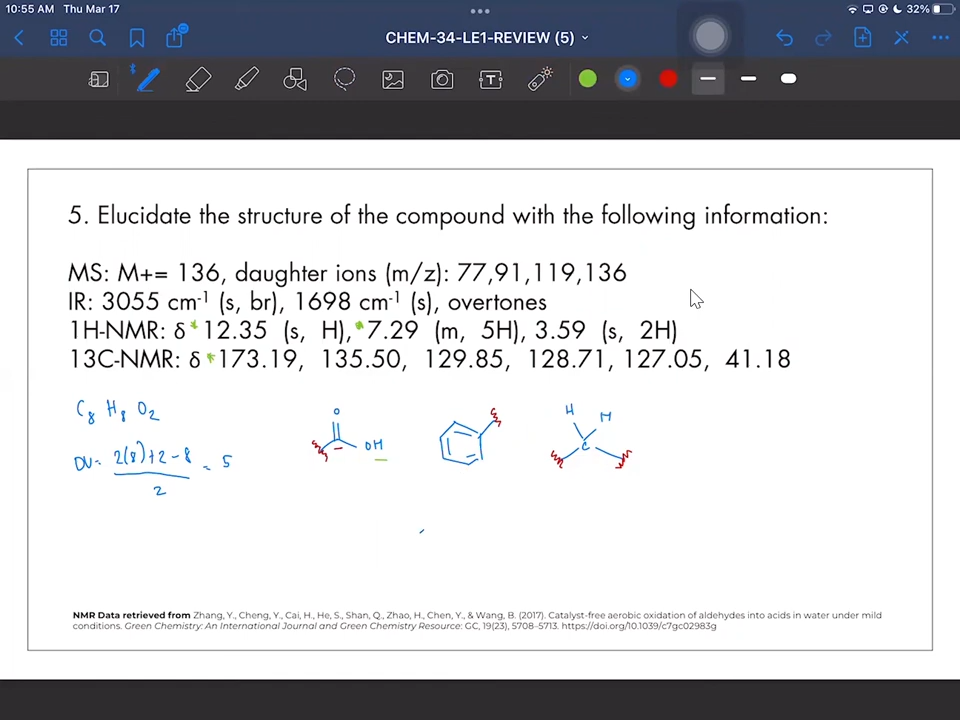 10:55 AM Thu Mar 17
32%
CHEM-34-LE1-REVIEW (5)
T
5. Elucidate the structure of the compound with the following information:
MS: M+= 136, daughter ions (m/z): 77,91,119,136
IR: 3055 cm⁻¹ (s, br), 1698 cm⁻¹ (s), overtones
1H-NMR: δ *12.35 (s, H), *7.29 (m, 5H), 3.59 (s, 2H)
13C-NMR: δ *173.19, 135.50, 129.85, 128.71, 127.05, 41.18
C₈ H₈ O₂
DU= 2(8)+2-8 / 2 = 5
O
OH
H H
C
NMR Data retrieved from Zhang, Y., Cheng, Y., Cai, H., He, S., Shan, Q., Zhao, H., Chen, Y., & Wang, B. (2017). Catalyst-free aerobic oxidation of aldehydes into acids in water under mild
conditions. Green Chemistry: An International Journal and Green Chemistry Resource: GC, 19(23), 5708–5713. https://doi.org/10.1039/c7gc02983g